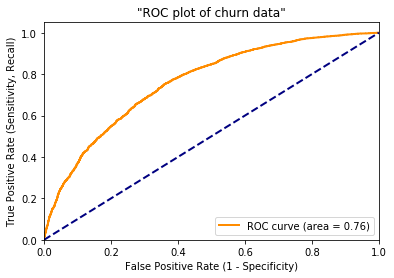 "ROC plot of churn data"
True Positive Rate (Sensitivity, Recall)
1.0
0.8
0.6
0.4
0.2
0.0
ROC curve (area = 0.76)
0.0 0.2 0.4 0.6 0.8 1.0
False Positive Rate (1 - Specificity)